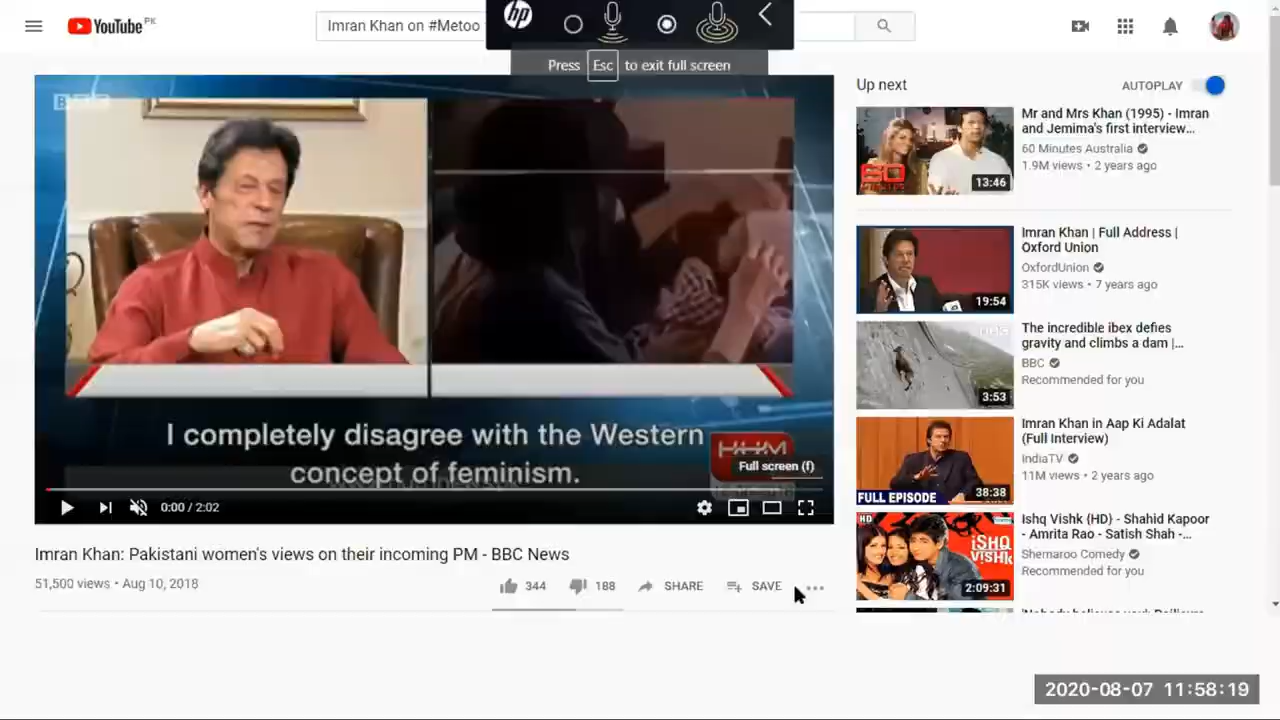 YouTube PK
Imran Khan on #Metoo
hp
Press Esc to exit full screen
I completely disagree with the Western
concept of feminism.
HUM
Full screen (f)
0:00 / 2:02
Imran Khan: Pakistani women's views on their incoming PM - BBC News
51,500 views • Aug 10, 2018
344
188
SHARE
SAVE
Up next
AUTOPLAY
60
13:46
Mr and Mrs Khan (1995) - Imran
and Jemima's first interview...
60 Minutes Australia
1.9M views • 2 years ago
19:54
Imran Khan | Full Address |
Oxford Union
OxfordUnion
315K views • 7 years ago
3:53
The incredible ibex defies
gravity and climbs a dam |...
BBC
Recommended for you
FULL EPISODE
38:38
Imran Khan in Aap Ki Adalat
(Full Interview)
IndiaTV
11M views • 2 years ago
HD
iSHQ
ViSHK
2:09:31
Ishq Vishk {HD} - Shahid Kapoor
- Amrita Rao - Satish Shah -...
Shemaroo Comedy
Recommended for you
2020-08-07 11:58:19